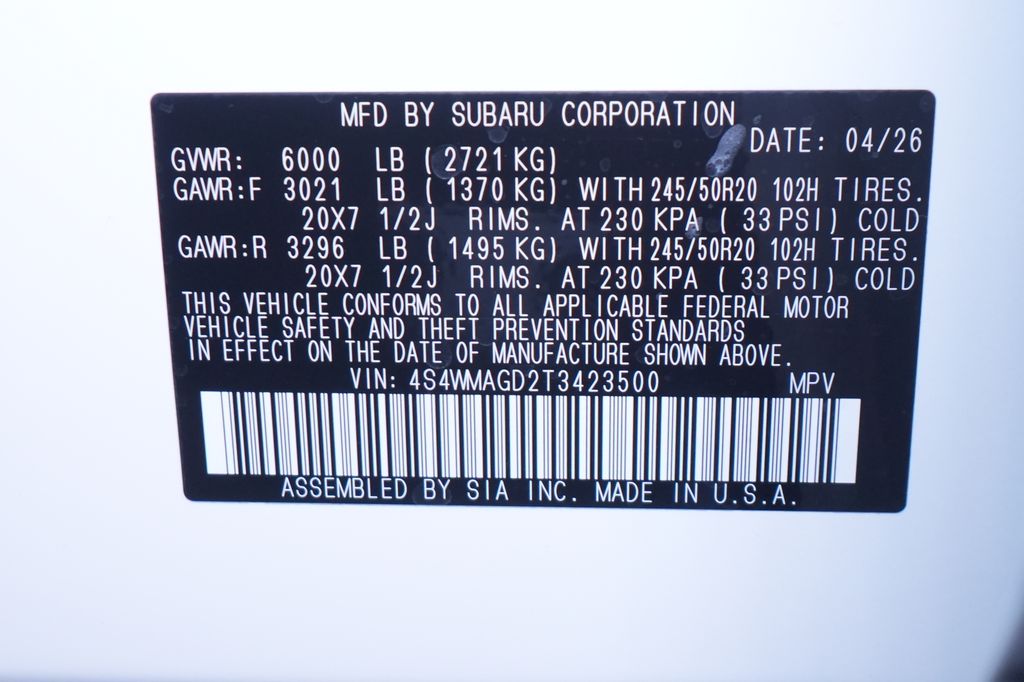 MFD BY SUBARU CORPORATION
DATE: 04/26
GVWR: 6000 LB ( 2721 KG)
GAWR:F 3021 LB ( 1370 KG) WITH 245/50R20 102H TIRES.
20X7 1/2J RIMS. AT 230 KPA ( 33 PSI) COLD
GAWR:R 3296 LB ( 1495 KG) WITH 245/50R20 102H TIRES.
20X7 1/2J RIMS. AT 230 KPA ( 33 PSI) COLD
THIS VEHICLE CONFORMS TO ALL APPLICABLE FEDERAL MOTOR
VEHICLE SAFETY AND THEFT PREVENTION STANDARDS
IN EFFECT ON THE DATE OF MANUFACTURE SHOWN ABOVE.
VIN: 4S4WMAGD2T3423500 MPV
ASSEMBLED BY SIA INC. MADE IN U.S.A.